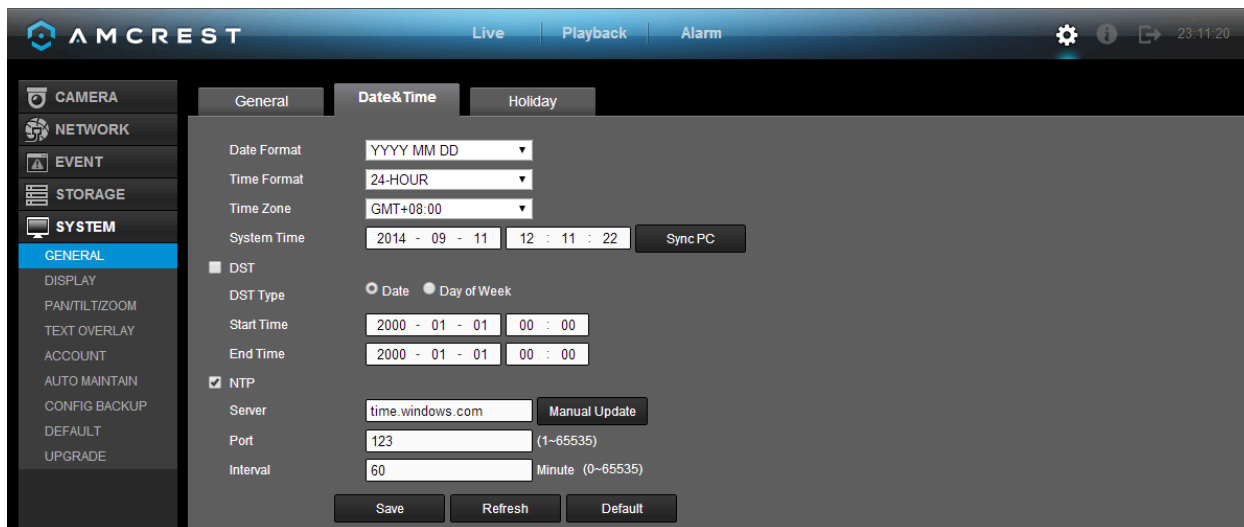 AMCREST Live Playback Alarm 23:11:20
CAMERA
NETWORK
EVENT
STORAGE
SYSTEM
GENERAL
DISPLAY
PAN/TILT/ZOOM
TEXT OVERLAY
ACCOUNT
AUTO MAINTAIN
CONFIG BACKUP
DEFAULT
UPGRADE
General Date&Time Holiday
Date Format YYYY MM DD
Time Format 24-HOUR
Time Zone GMT+08:00
System Time 2014 - 09 - 11 12 : 11 : 22 Sync PC
DST
DST Type Date Day of Week
Start Time 2000 - 01 - 01 00 : 00
End Time 2000 - 01 - 01 00 : 00
NTP
Server time.windows.com Manual Update
Port 123 (1~65535)
Interval 60 Minute (0~65535)
Save Refresh Default